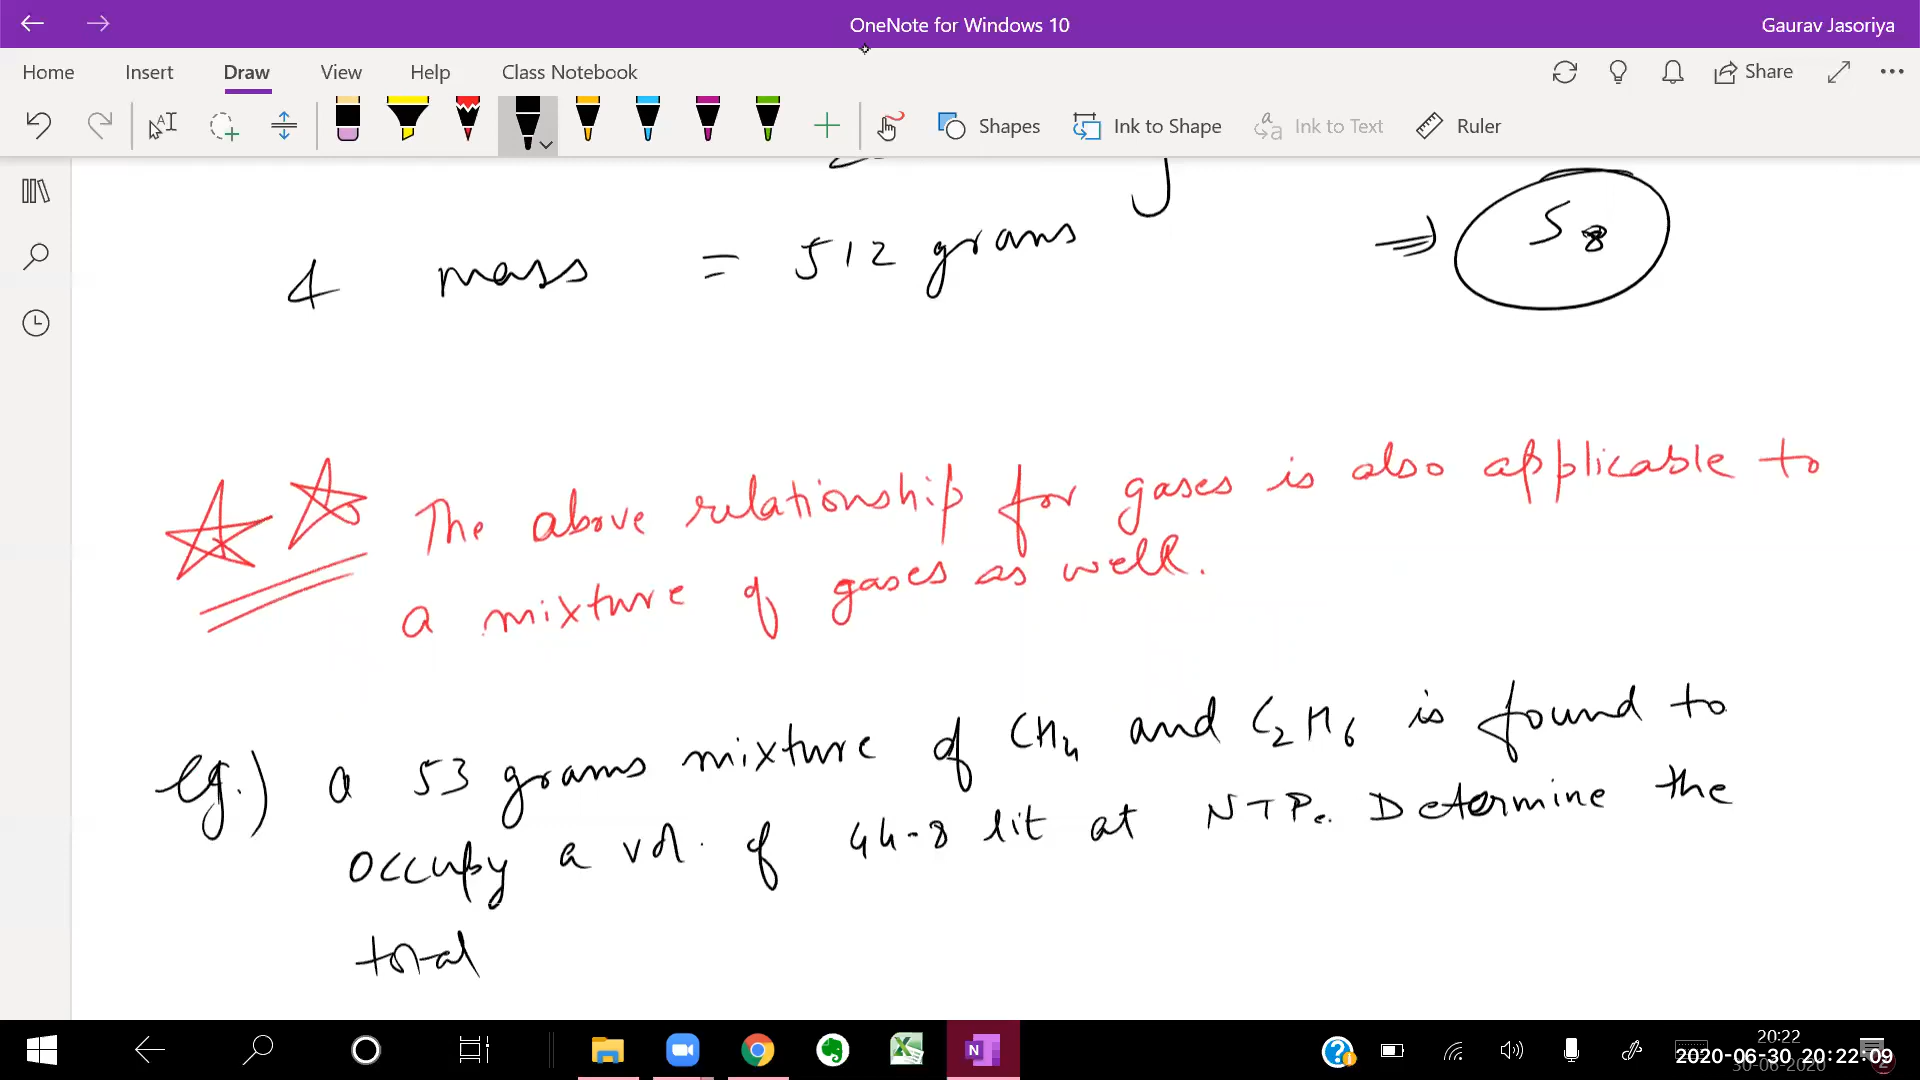 OneNote for Windows 10
Gaurav Jasoriya
Home Insert Draw View Help Class Notebook Share
Shapes Ink to Shape Ink to Text Ruler
4 mass = 512 grams ⇒ S8
The above relationship for gases is also applicable to
a mixture of gases as well.
eg.) a 53 grams mixture of CH4 and C2H6 is found to
occupy a vol. of 44.8 lit at NTP. Determine the
total
20:22
2020-06-30 20:22:09
30-06-2020